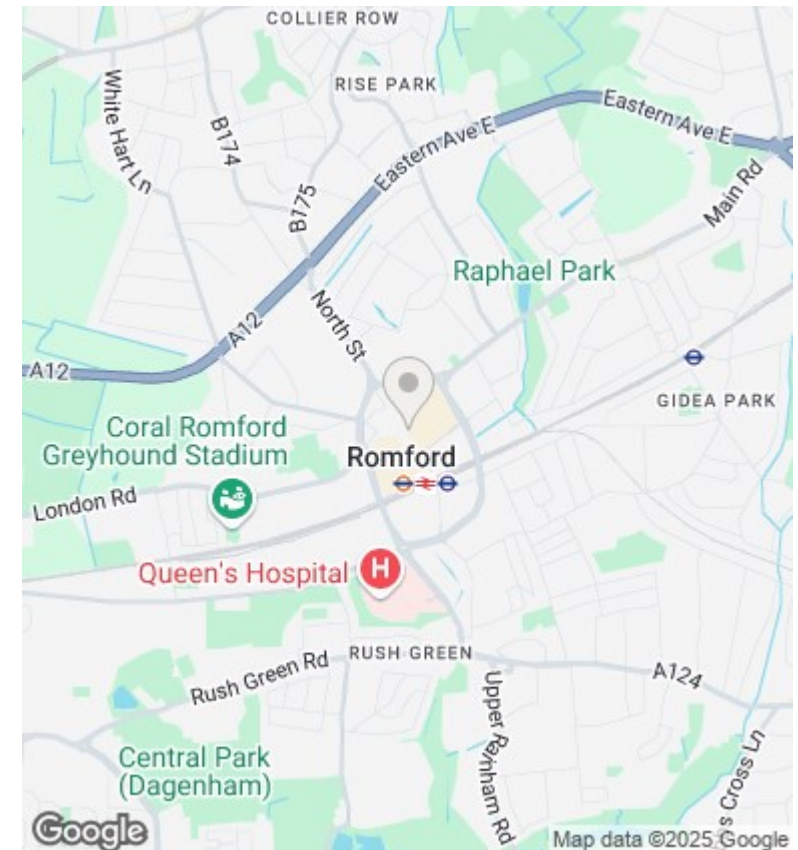 COLLIER ROW
RISE PARK
White Hart Ln
B174
B175
Eastern Ave E
Eastern Ave E
Main Rd
Raphael Park
North St
A12
A12
GIDEA PARK
Coral Romford
Greyhound Stadium
Romford
London Rd
Queen's Hospital
H
RUSH GREEN
Rush Green Rd
A124
Upper Rainham Rd
Central Park
(Dagenham)
Cross Ln
Google
Map data ©2025 Google